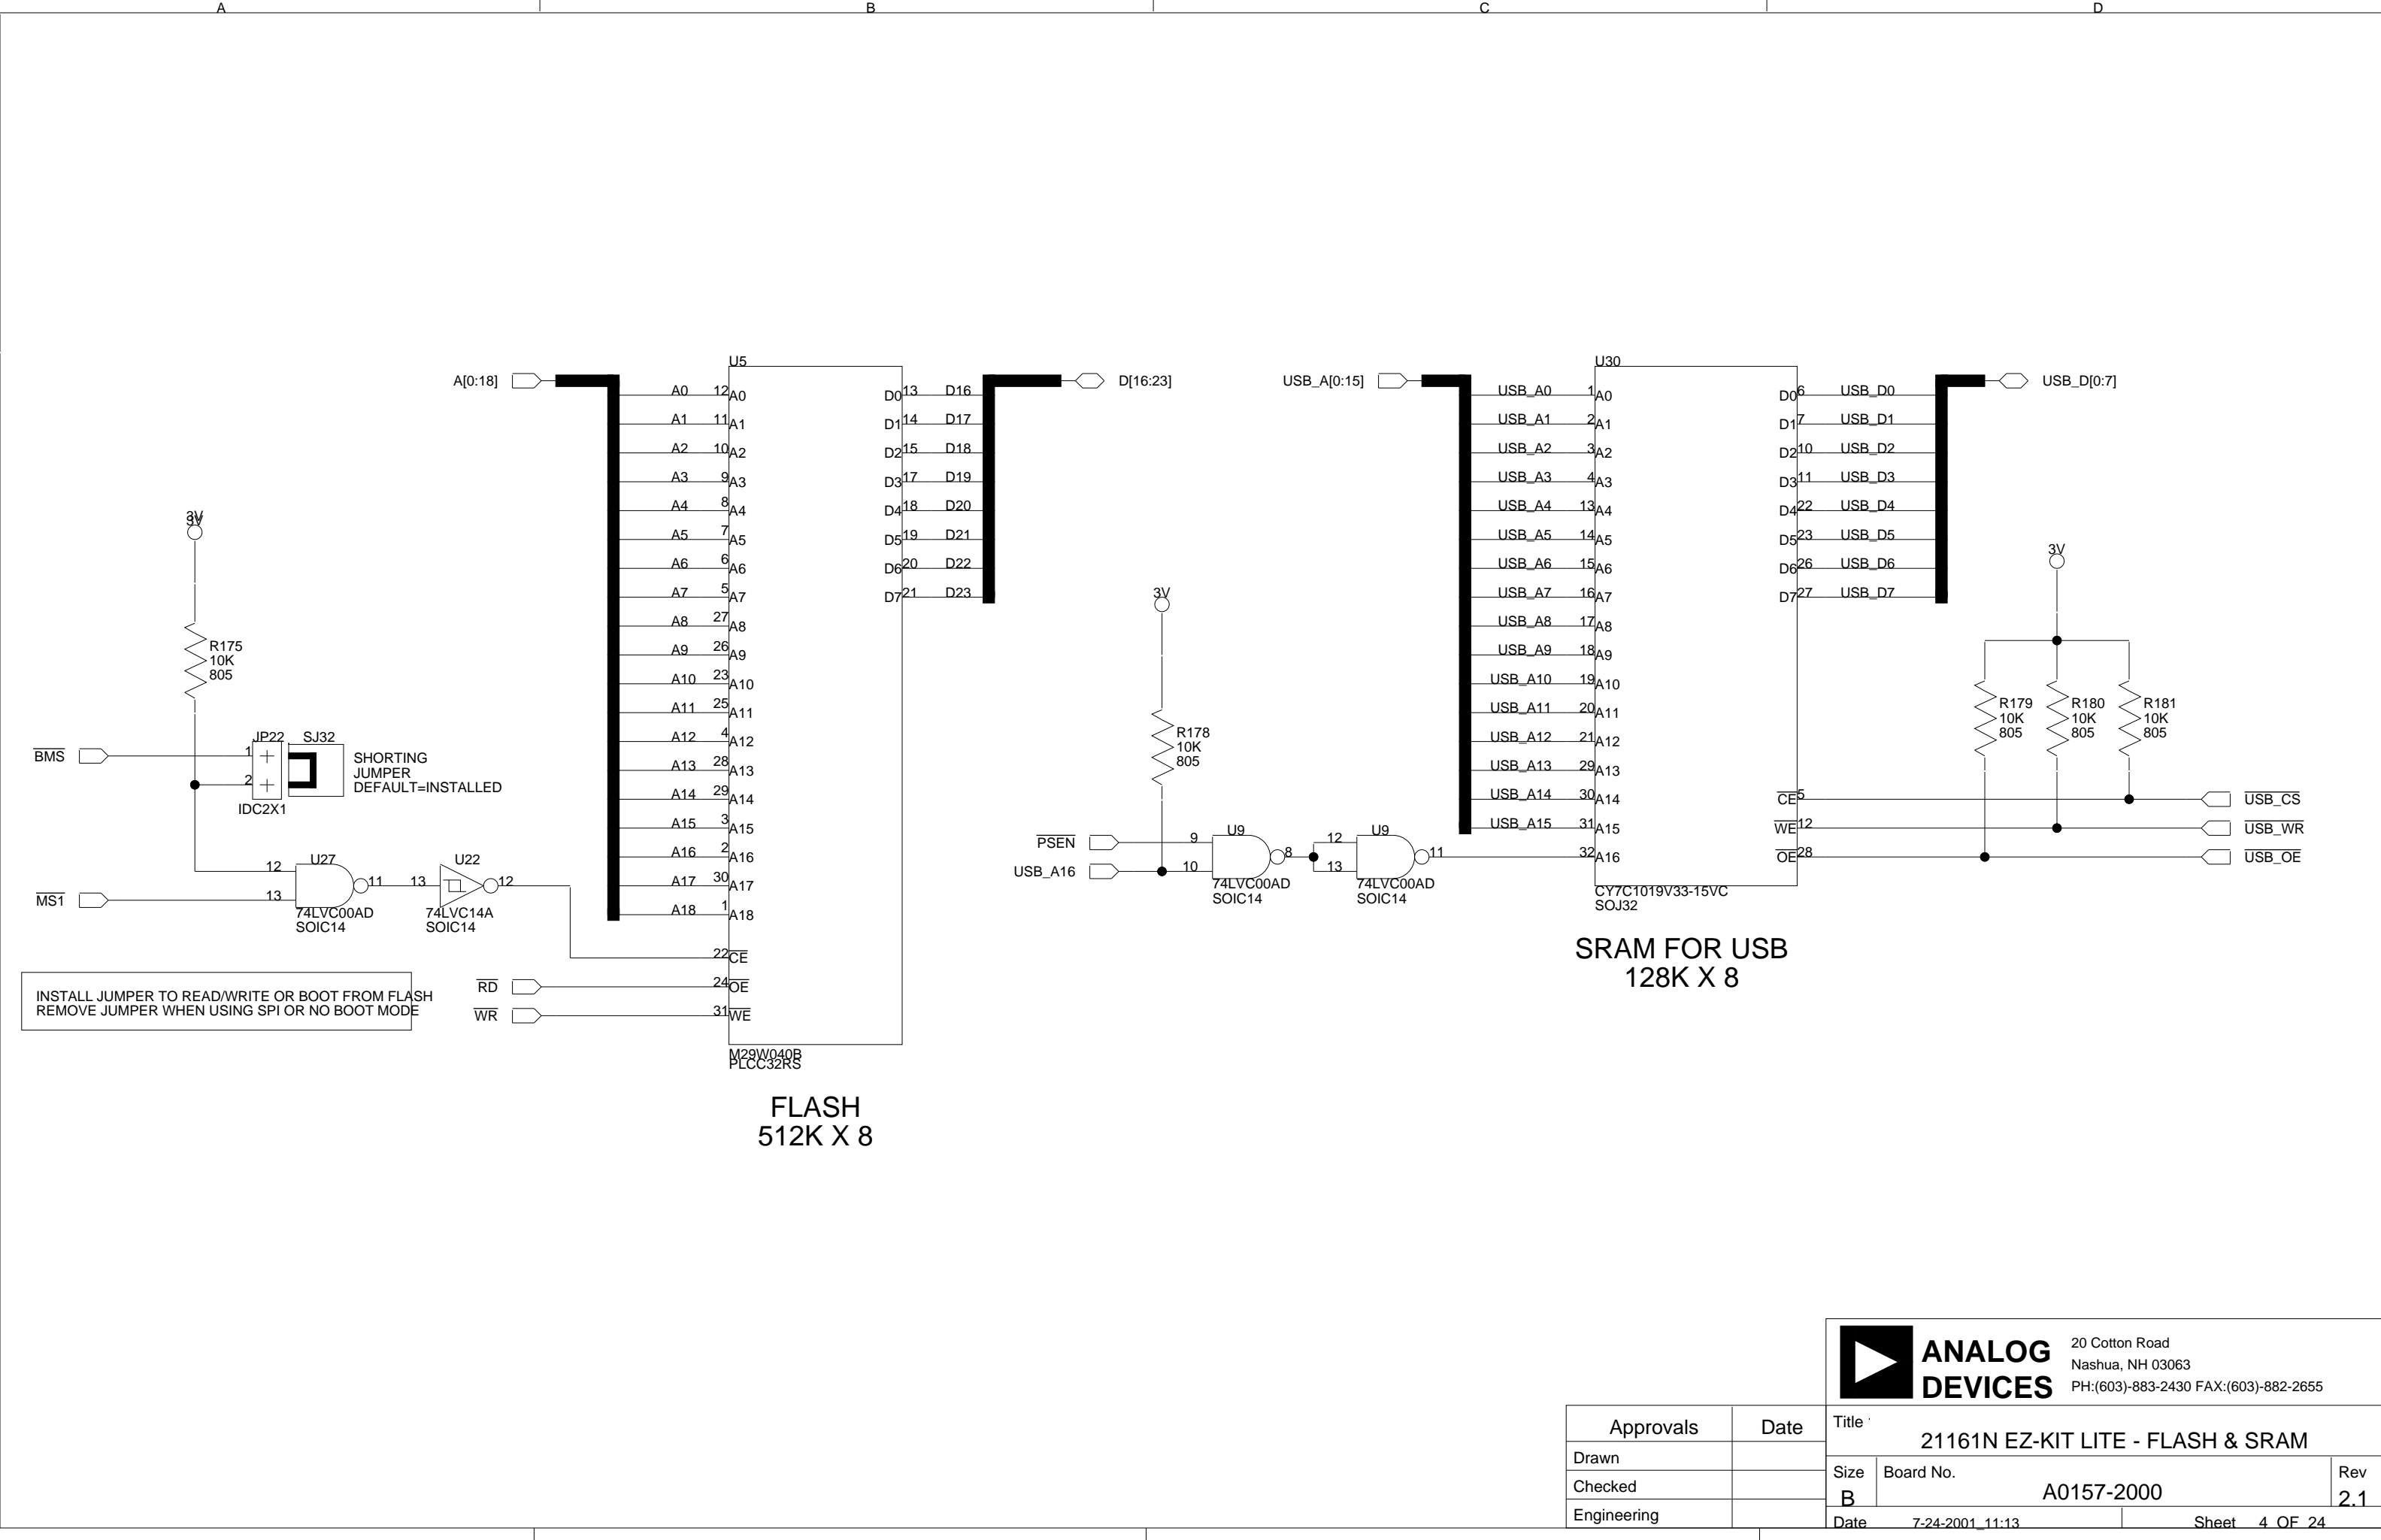 A B C D
U5
A[0:18]
D[16:23]
A0 12 A0 D0 13 D16
A1 11 A1 D1 14 D17
A2 10 A2 D2 15 D18
A3 9 A3 D3 17 D19
A4 8 A4 D4 18 D20
A5 7 A5 D5 19 D21
A6 6 A6 D6 20 D22
A7 5 A7 D7 21 D23
A8 27 A8
A9 26 A9
A10 23 A10
A11 25 A11
A12 4 A12
A13 28 A13
A14 29 A14
A15 3 A15
A16 2 A16
A17 30 A17
A18 1 A18
22 CE
RD 24 OE
WR 31 WE
M29W040B
PLCC32RS
FLASH
512K X 8
3V
R175
10K
805
JP22 SJ32
BMS 1
2
SHORTING
JUMPER
DEFAULT=INSTALLED
IDC2X1
U27 U22
12 11 13 12
MS1 13
74LVC00AD 74LVC14A
SOIC14 SOIC14
INSTALL JUMPER TO READ/WRITE OR BOOT FROM FLASH
REMOVE JUMPER WHEN USING SPI OR NO BOOT MODE
U30
USB_A[0:15]
USB_D[0:7]
USB_A0 1 A0 D0 6 USB_D0
USB_A1 2 A1 D1 7 USB_D1
USB_A2 3 A2 D2 10 USB_D2
USB_A3 4 A3 D3 11 USB_D3
USB_A4 13 A4 D4 22 USB_D4
USB_A5 14 A5 D5 23 USB_D5
USB_A6 15 A6 D6 26 USB_D6
USB_A7 16 A7 D7 27 USB_D7
USB_A8 17 A8
USB_A9 18 A9
USB_A10 19 A10
USB_A11 20 A11
USB_A12 21 A12
USB_A13 29 A13
USB_A14 30 A14 CE 5 USB_CS
USB_A15 31 A15 WE 12 USB_WR
32 A16 OE 28 USB_OE
CY7C1019V33-15VC
SOJ32
SRAM FOR USB
128K X 8
3V
R178
10K
805
U9 U9
PSEN 9 8 12 11
USB_A16 10 13
74LVC00AD 74LVC00AD
SOIC14 SOIC14
3V
R179 R180 R181
10K 10K 10K
805 805 805
ANALOG
DEVICES
20 Cotton Road
Nashua, NH 03063
PH:(603)-883-2430 FAX:(603)-882-2655
Approvals Date
Drawn
Checked
Engineering
Title
21161N EZ-KIT LITE - FLASH & SRAM
Size Board No. Rev
B A0157-2000 2.1
Date 7-24-2001_11:13 Sheet 4 OF 24